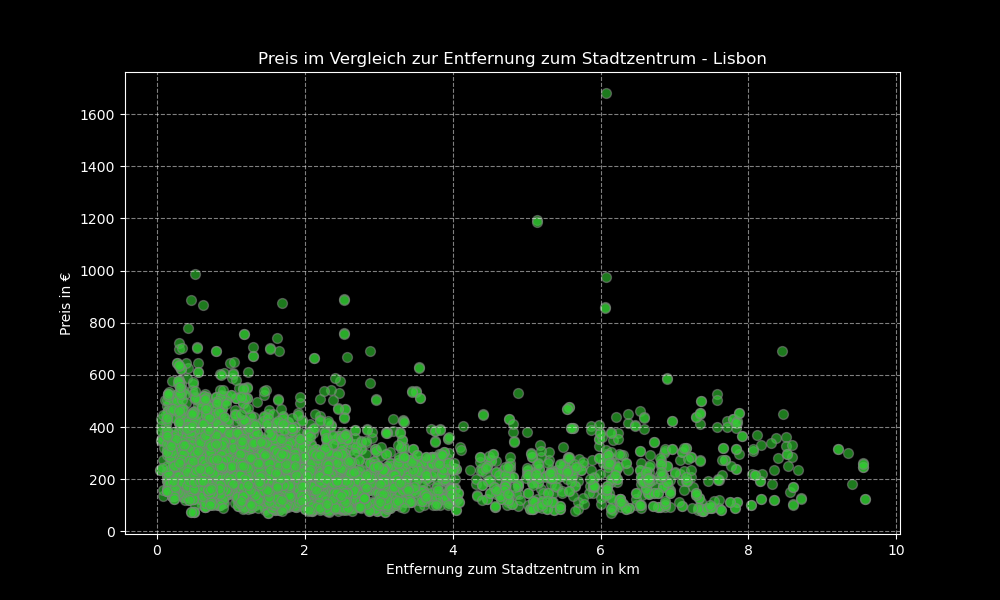 Preis im Vergleich zur Entfernung zum Stadtzentrum - Lisbon
1600
1400
1200
1000
800
600
400
200
0
Preis in €
0 2 4 6 8 10
Entfernung zum Stadtzentrum in km